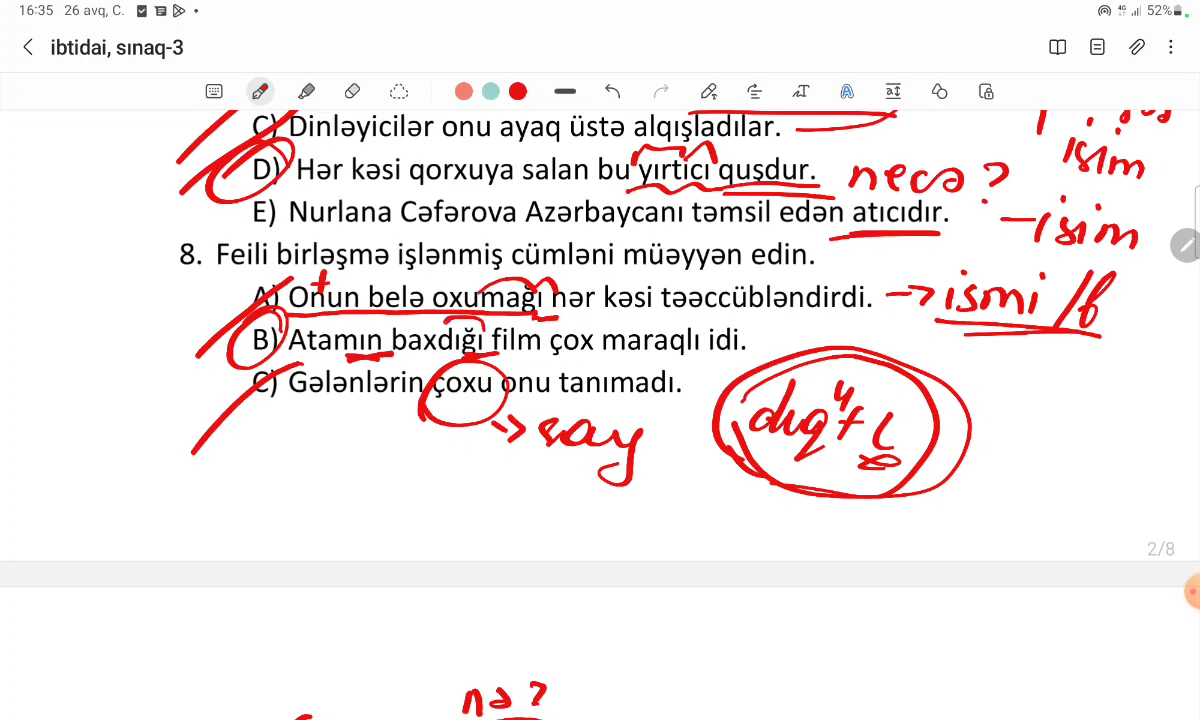 16:35 26 avq, C. 4G 52%
ibtidai, sınaq-3
C) Dinləyicilər onu ayaq üstə alqışladılar.
isim
D) Hər kəsi qorxuya salan bu yırtıcı quşdur. necə?
E) Nurlana Cəfərova Azərbaycanı təmsil edən atıcıdır. isim
8. Feili birləşmə işlənmiş cümləni müəyyən edin.
A) Onun belə oxumağı hər kəsi təəccübləndirdi. → ismi /b
B) Atamın baxdığı film çox maraqlı idi.
C) Gələnlərin çoxu onu tanımadı.
→ say
2/8
nə?